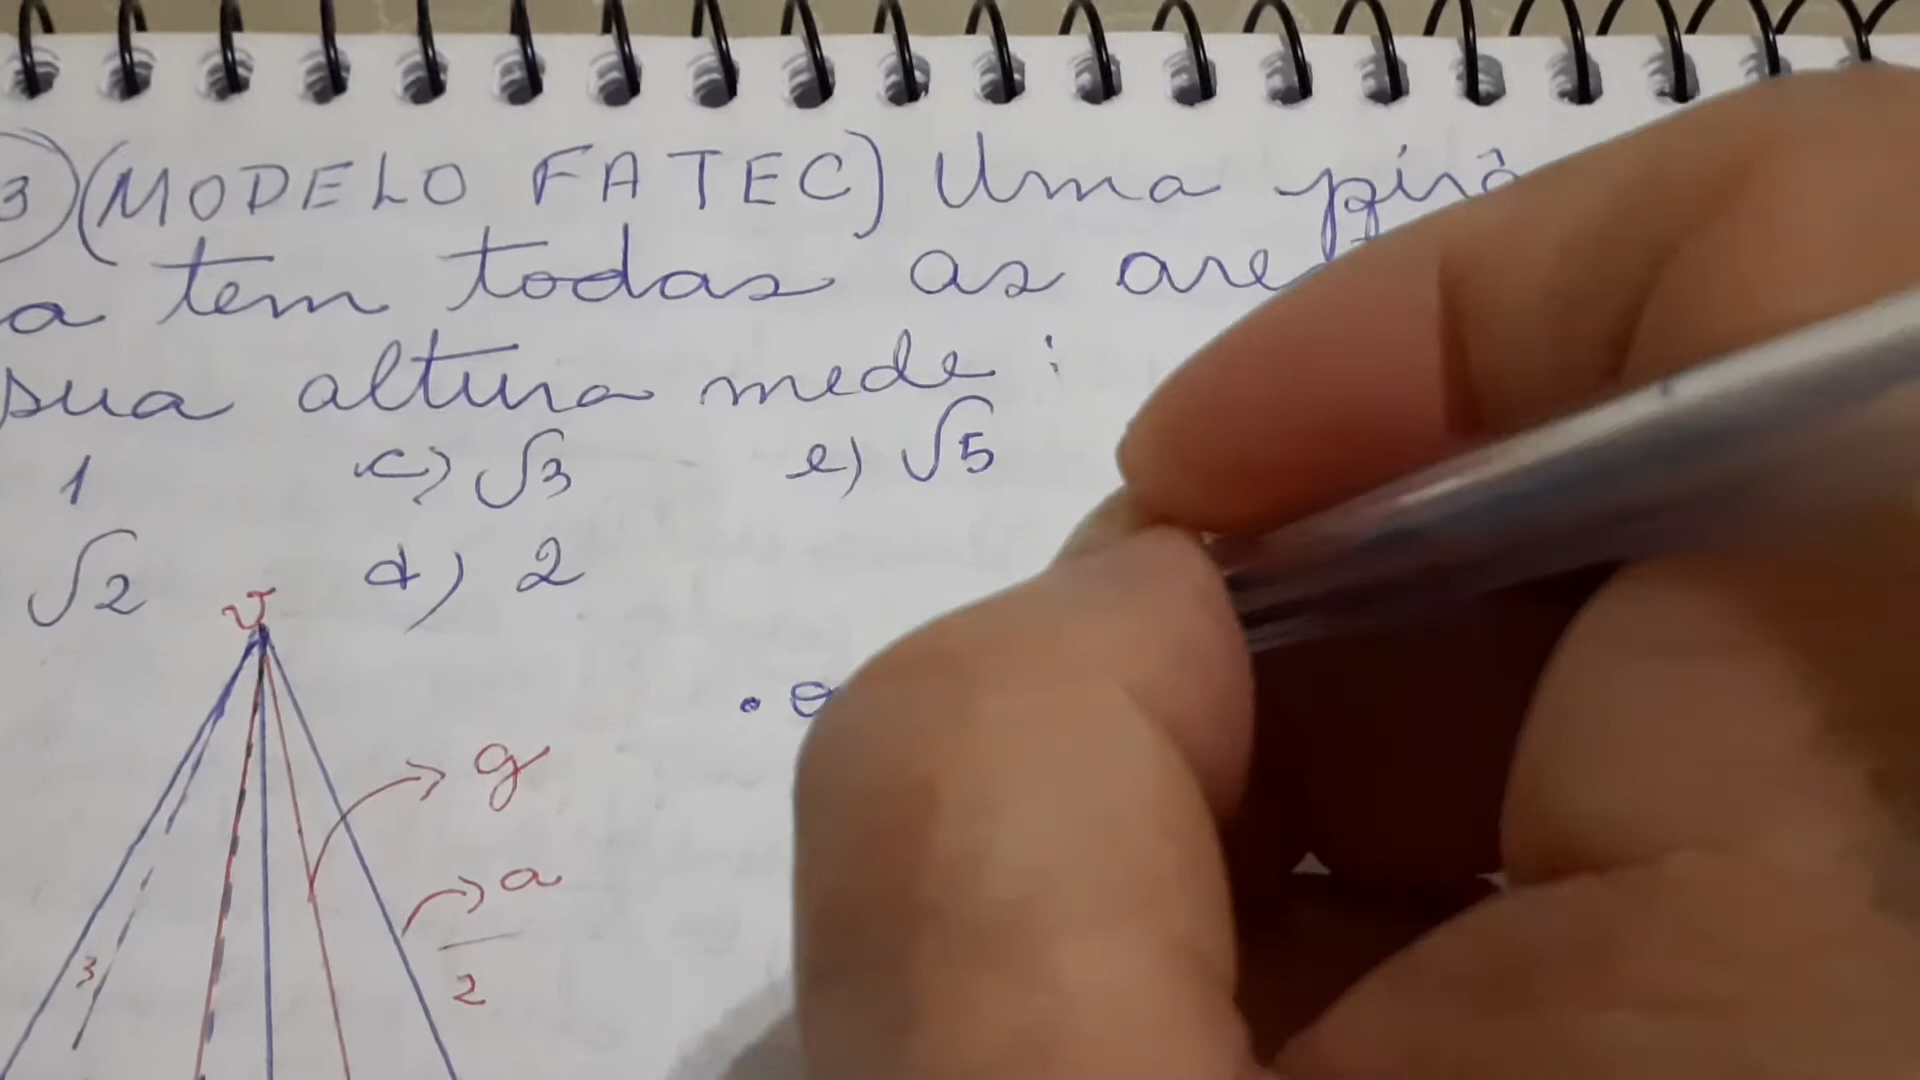 3 (MODELO FATEC) Uma pirâ
a tem todas as are
sua altura mede:
1 c) √3 e) √5
√2 d) 2
V
g
a
3
2